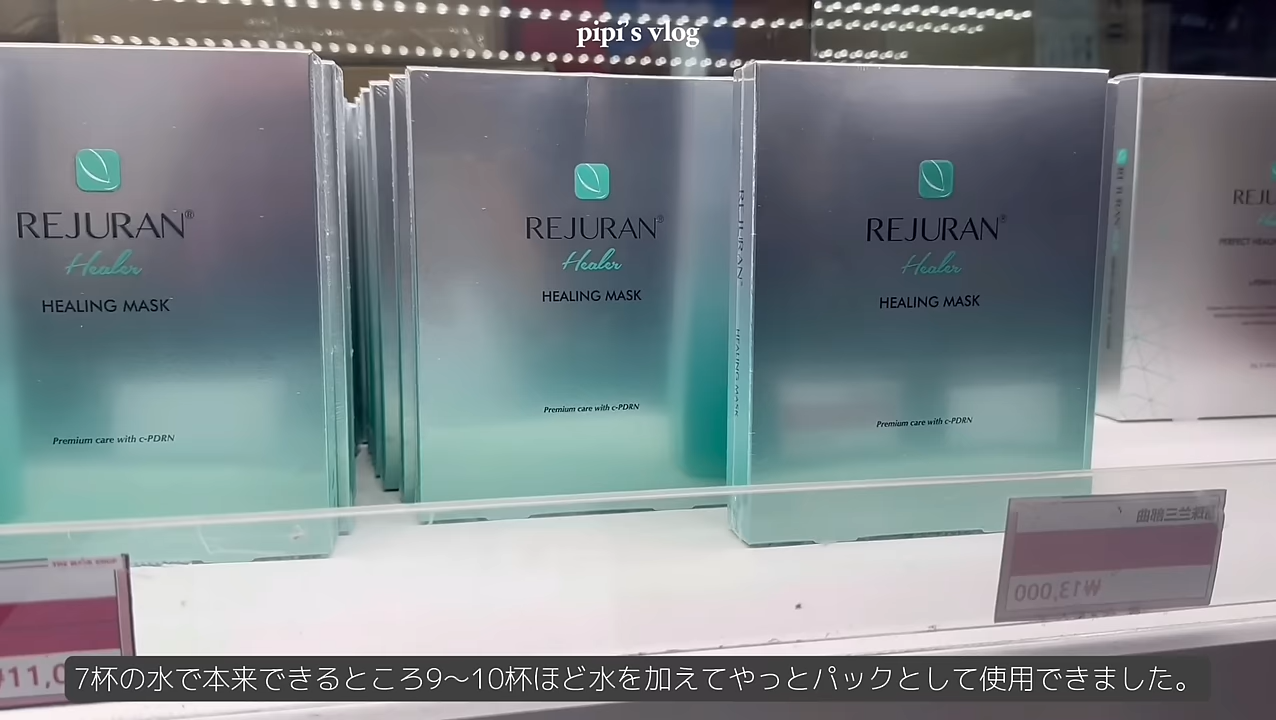 pipi's vlog
REJURAN®
Healer
HEALING MASK
Premium care with c-PDRN
REJURAN®
Healer
HEALING MASK
Premium care with c-PDRN
REJURAN
HEALING MASK
REJURAN®
Healer
HEALING MASK
Premium care with c-PDRN
₩13,000
7杯の水で本来できるところ9〜10杯ほど水を加えてやっとパックとして使用できました。